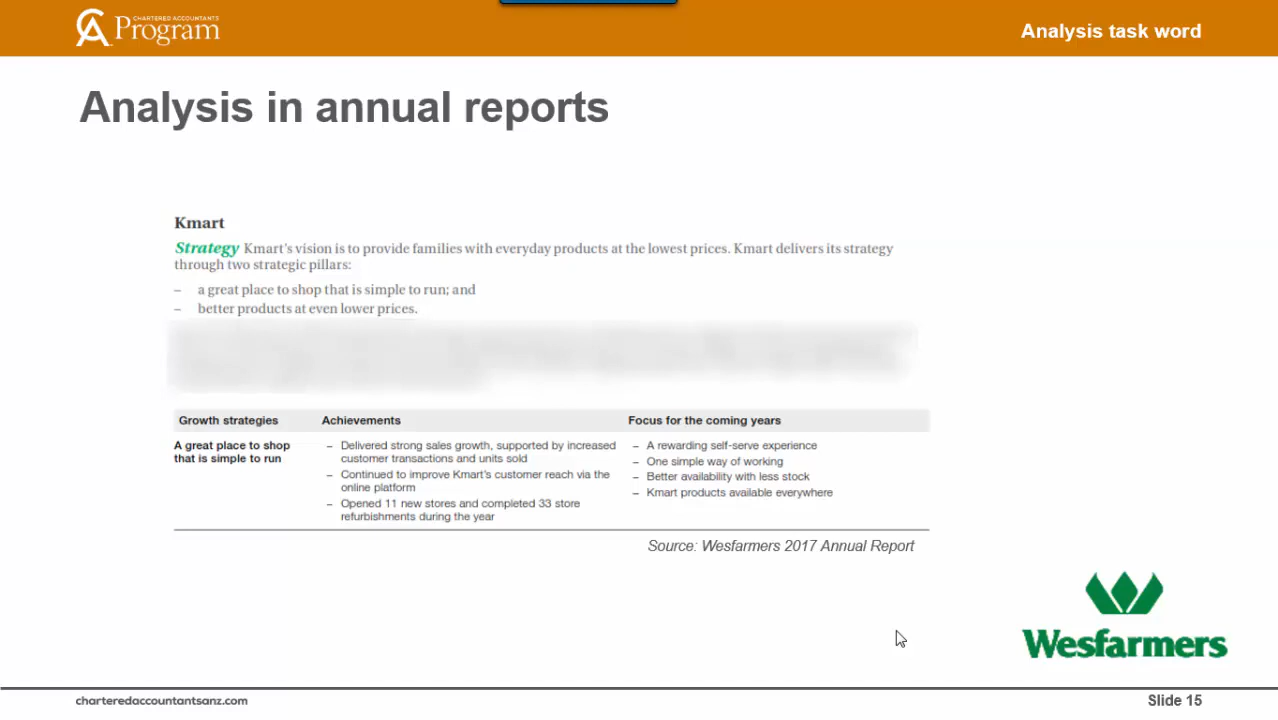 CHARTERED ACCOUNTANTS
CA Program
Analysis task word
Analysis in annual reports
Kmart
Strategy Kmart's vision is to provide families with everyday products at the lowest prices. Kmart delivers its strategy
through two strategic pillars:
– a great place to shop that is simple to run; and
– better products at even lower prices.
Growth strategies Achievements Focus for the coming years
A great place to shop
that is simple to run
– Delivered strong sales growth, supported by increased
customer transactions and units sold
– Continued to improve Kmart's customer reach via the
online platform
– Opened 11 new stores and completed 33 store
refurbishments during the year
– A rewarding self-serve experience
– One simple way of working
– Better availability with less stock
– Kmart products available everywhere
Source: Wesfarmers 2017 Annual Report
Wesfarmers
charteredaccountantsanz.com
Slide 15